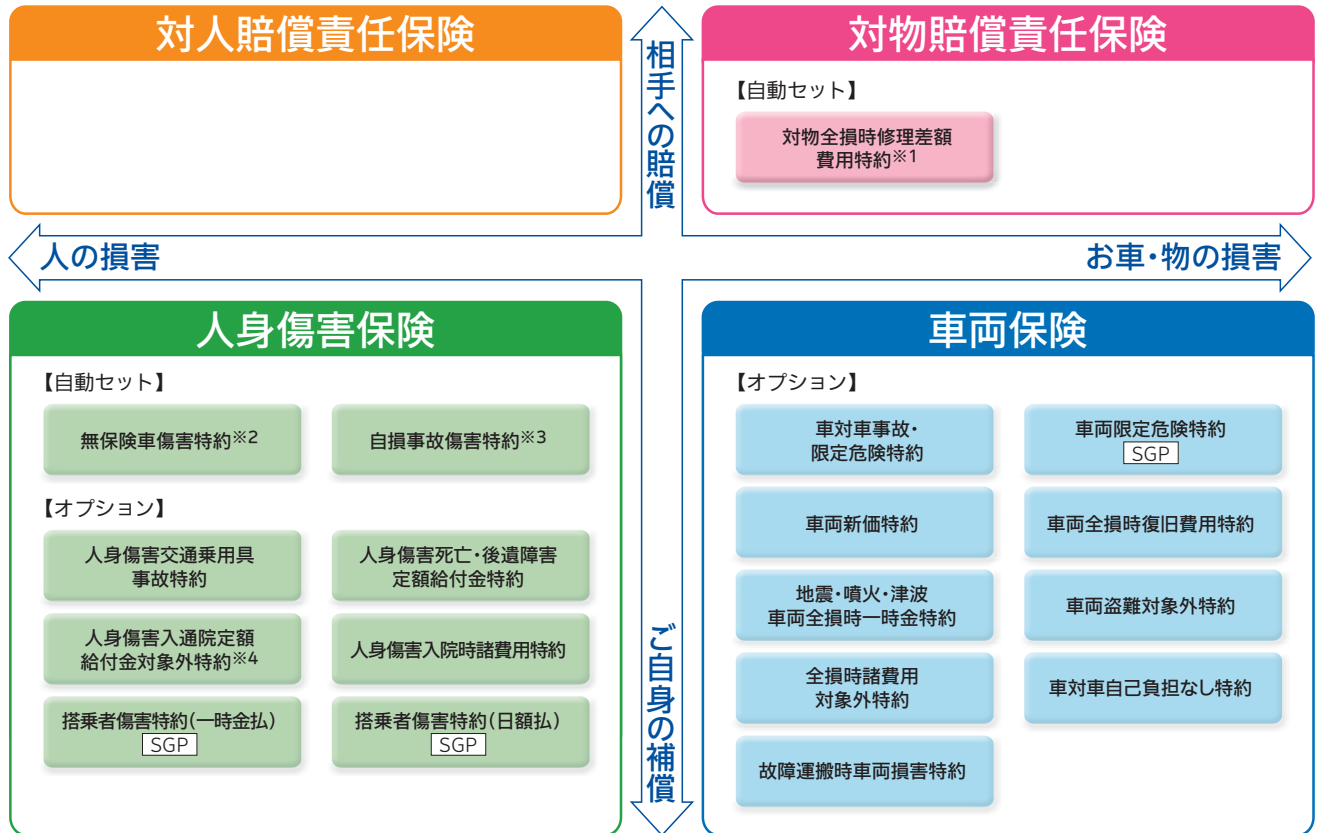 対人賠償責任保険
相手への賠償
対物賠償責任保険
【自動セット】
対物全損時修理差額
費用特約※1
人の損害
お車・物の損害
人身傷害保険
【自動セット】
無保険車傷害特約※2
自損事故傷害特約※3
【オプション】
人身傷害交通乗用具
事故特約
人身傷害死亡・後遺障害
定額給付金特約
人身傷害入通院定額
給付金対象外特約※4
人身傷害入院時諸費用特約
搭乗者傷害特約(一時金払)
SGP
搭乗者傷害特約(日額払)
SGP
ご自身の補償
車両保険
【オプション】
車対車事故・
限定危険特約
車両限定危険特約
SGP
車両新価特約
車両全損時復旧費用特約
地震・噴火・津波
車両全損時一時金特約
車両盗難対象外特約
全損時諸費用
対象外特約
車対車自己負担なし特約
故障運搬時車両損害特約